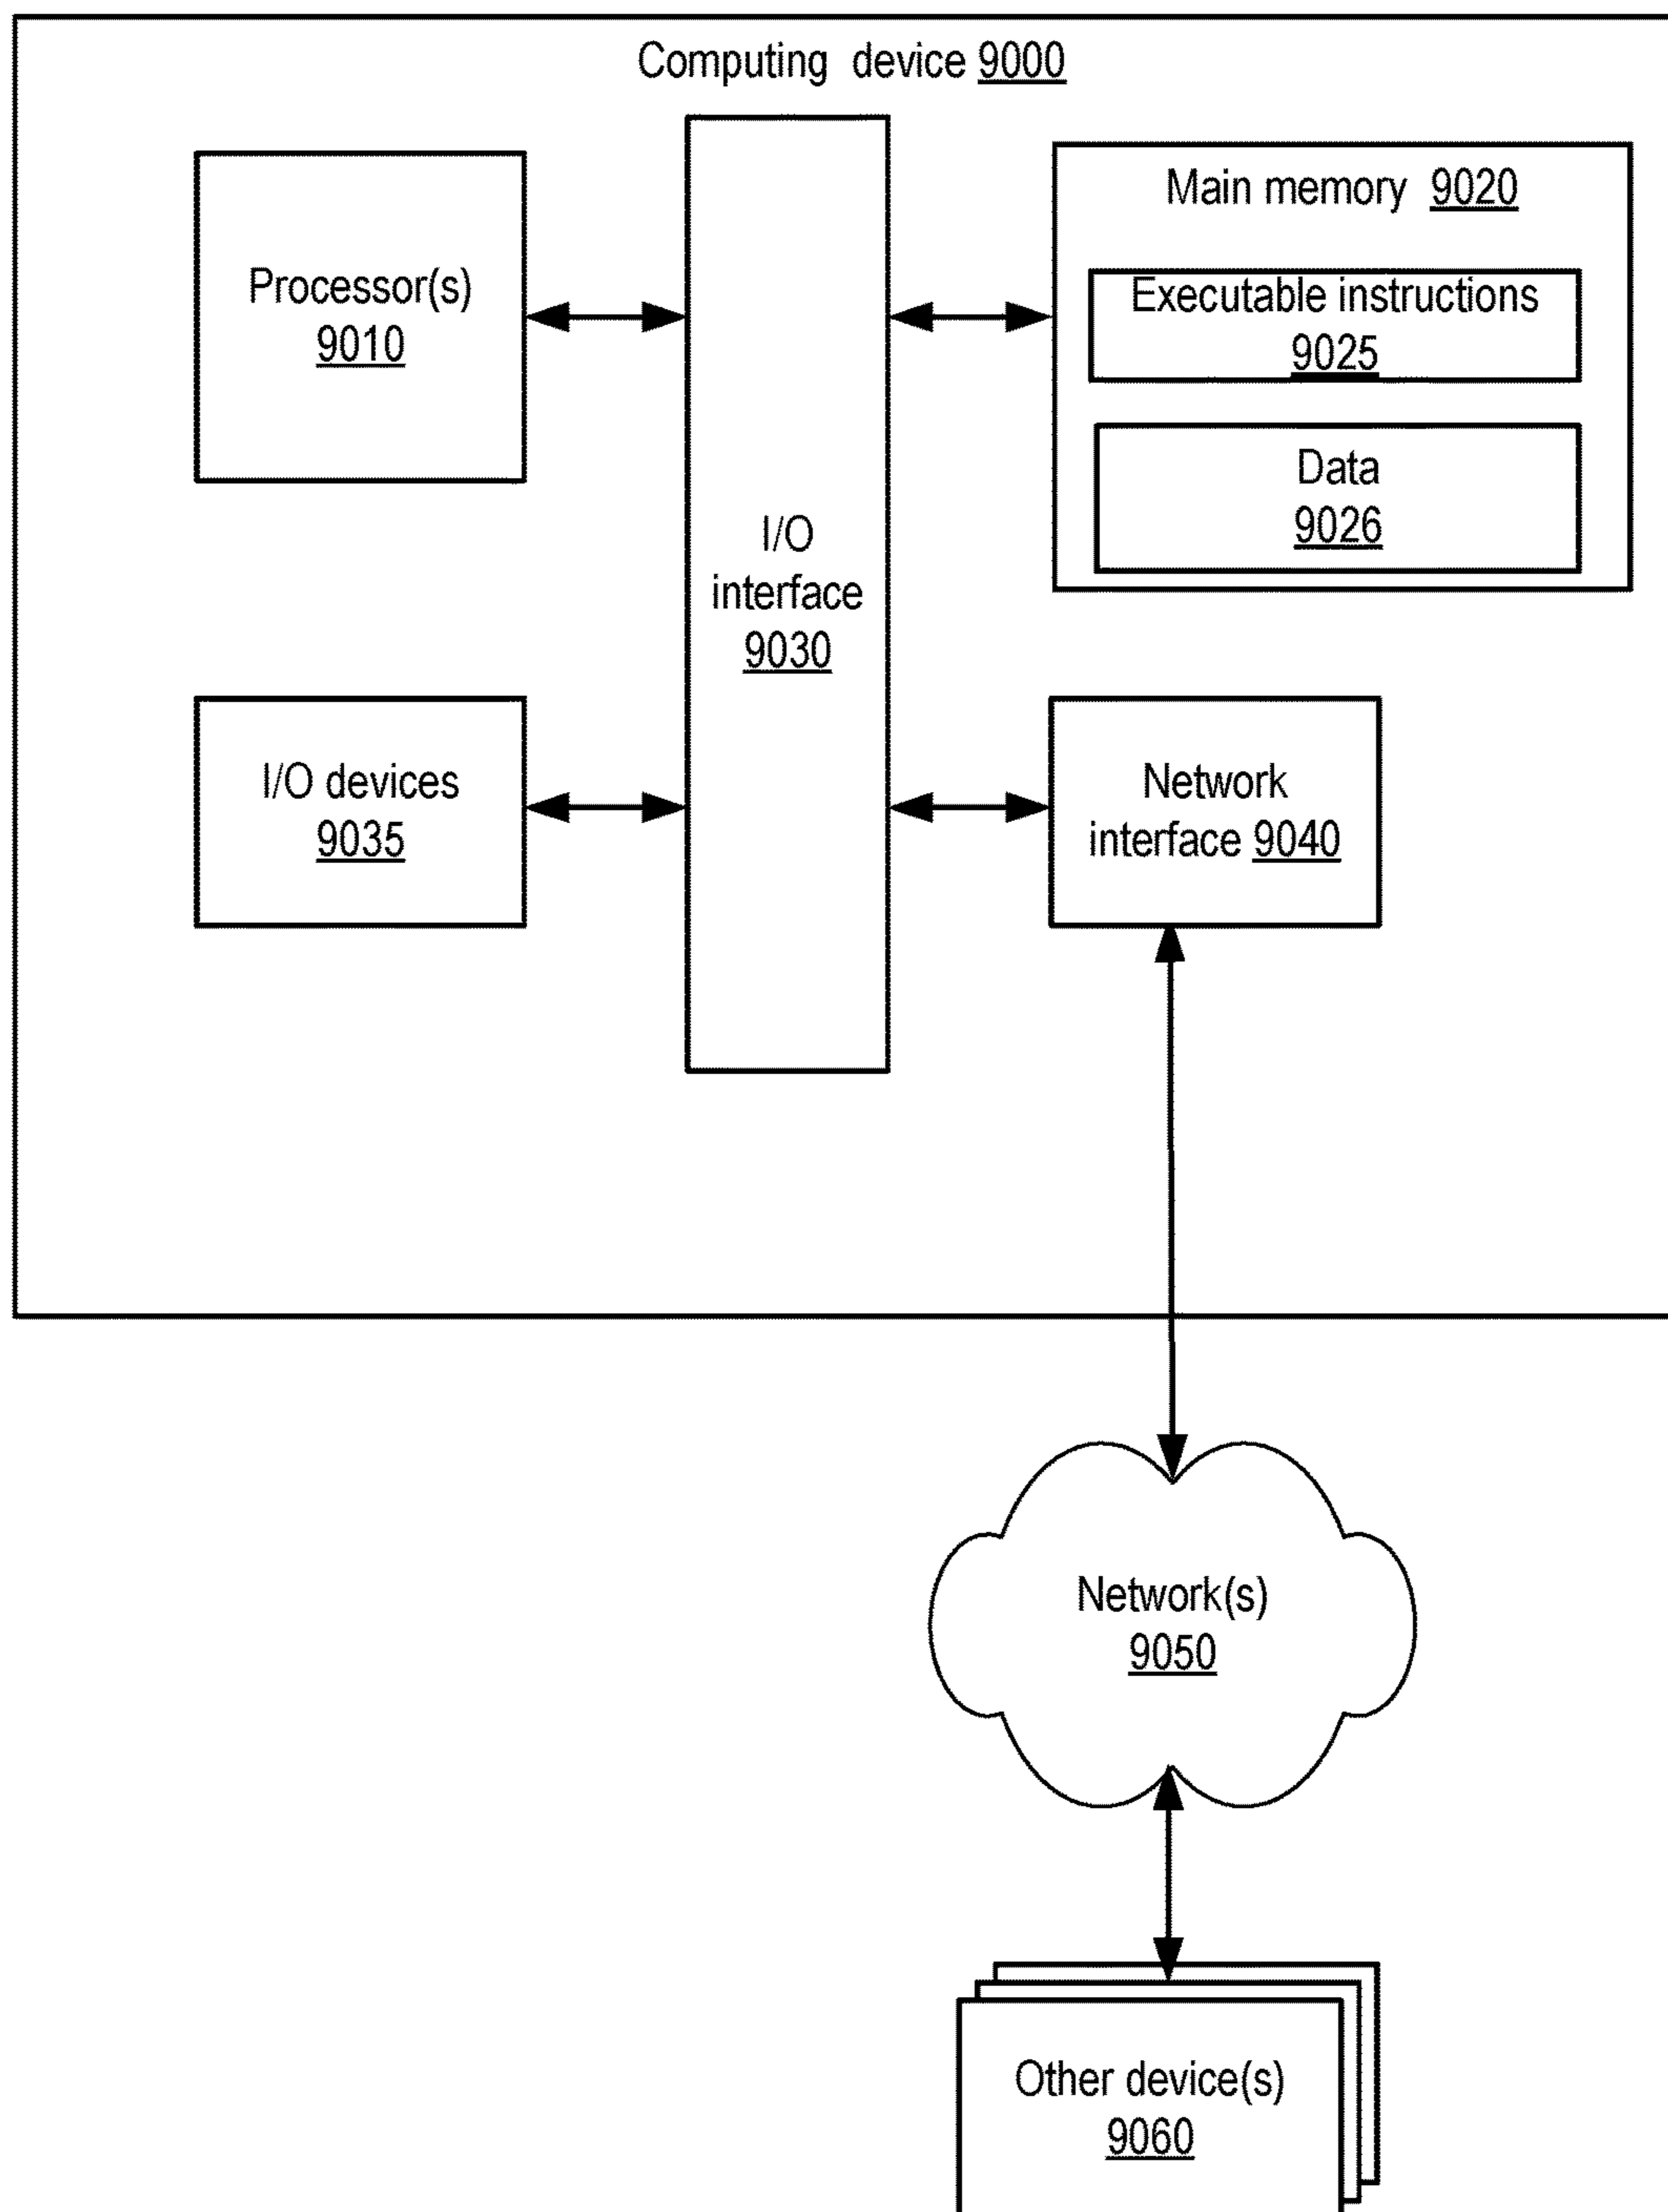 Computing device 9000
Processor(s)
9010
I/O
interface
9030
Main memory 9020
Executable instructions
9025
Data
9026
I/O devices
9035
Network
interface 9040
Network(s)
9050
Other device(s)
9060